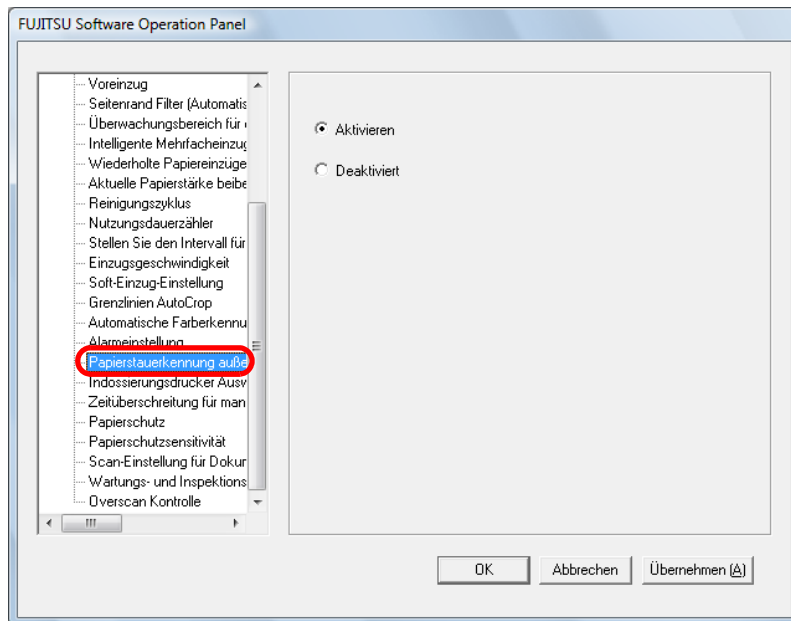 FUJITSU Software Operation Panel
Voreinzug
Seitenrand Filter (Automatis
Überwachungsbereich für
Intelligente Mehrfacheinzug
Wiederholte Papiereinzüge
Aktuelle Papierstärke beibe
Reinigungszyklus
Nutzungsdauerzähler
Stellen Sie den Intervall für
Einzugsgeschwindigkeit
Soft-Einzug-Einstellung
Grenzlinien AutoCrop
Automatische Farberkennu
Alarmeinstellung
Papierstauerkennung auße
Indossierungsdrucker Ausw
Zeitüberschreitung für man
Papierschutz
Papierschutzsensitivität
Scan-Einstellung für Dokur
Wartungs- und Inspektions
Overscan Kontrolle
Aktivieren
Deaktiviert
OK
Abbrechen
Übernehmen (A)